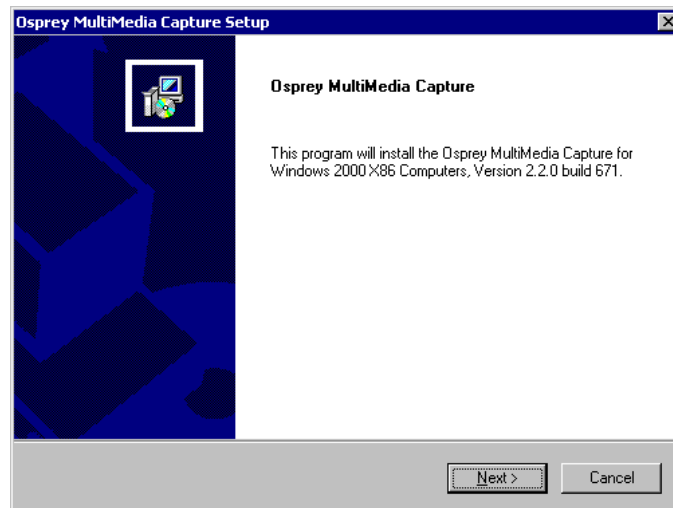 Osprey MultiMedia Capture Setup
Osprey MultiMedia Capture
This program will install the Osprey MultiMedia Capture for
Windows 2000 X86 Computers, Version 2.2.0 build 671.
Next > Cancel